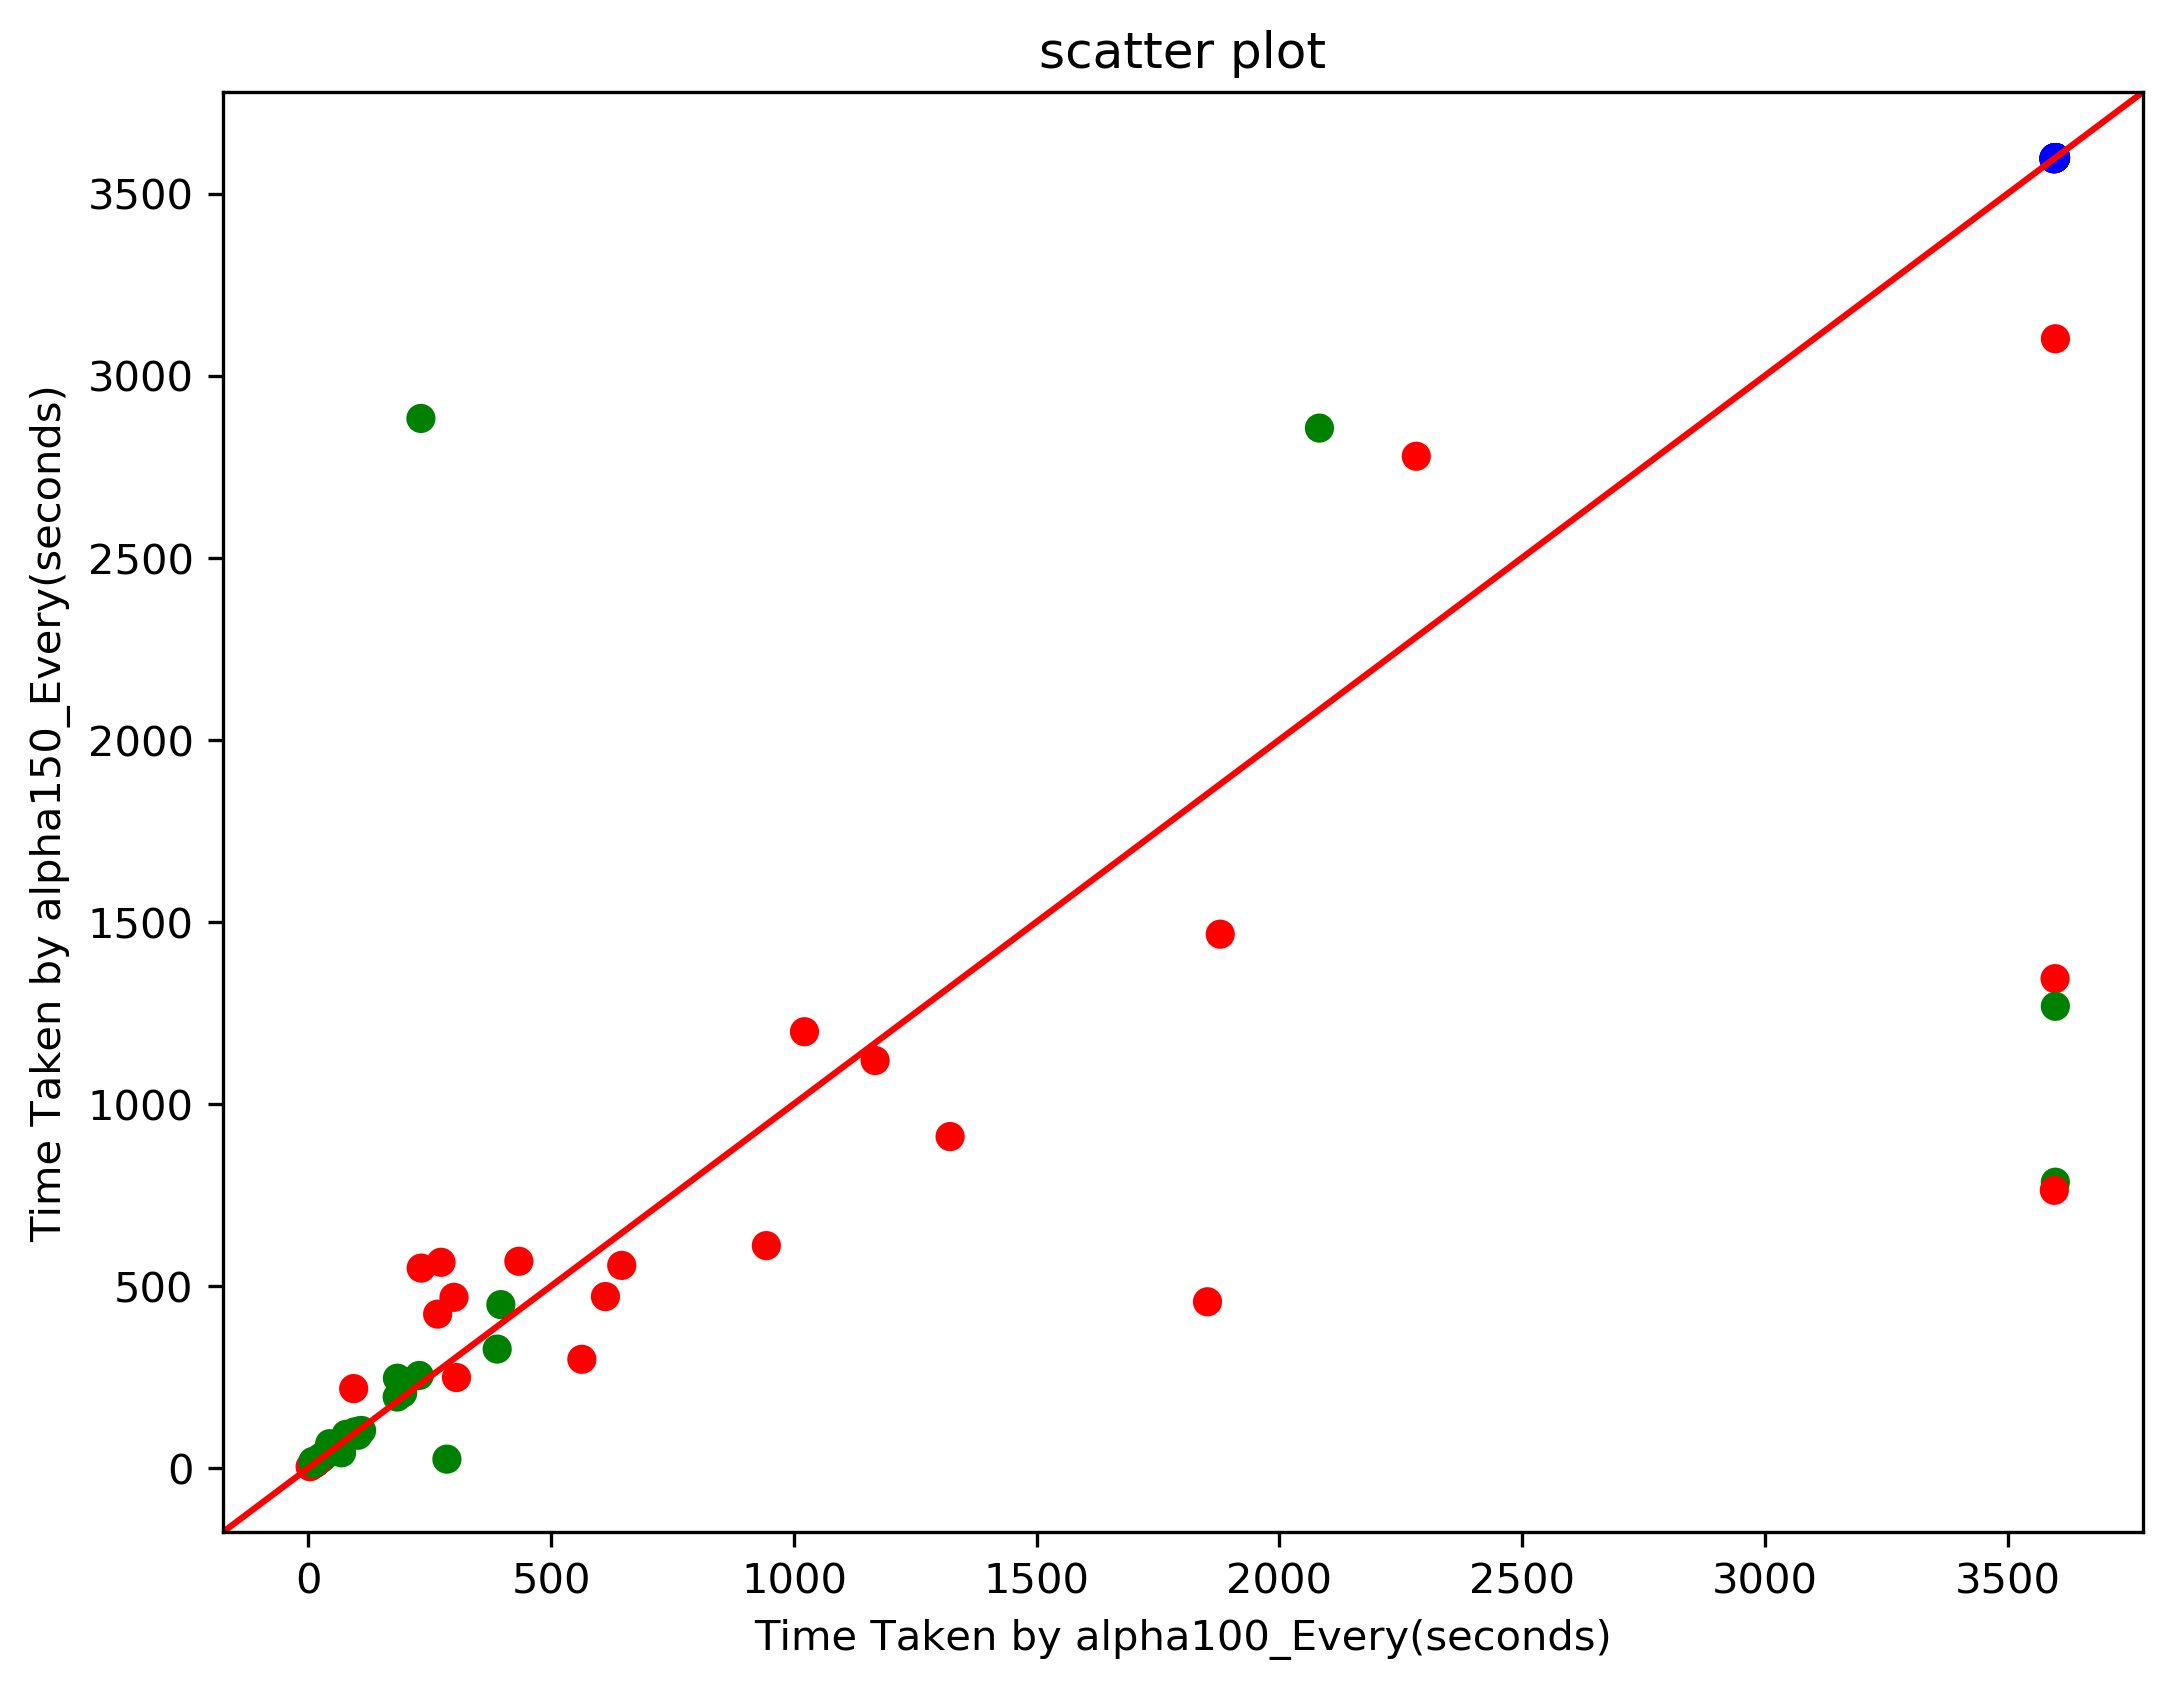 scatter plot
Time Taken by alpha150_Every(seconds)
3500
3000
2500
2000
1500
1000
500
0
0 500 1000 1500 2000 2500 3000 3500
Time Taken by alpha100_Every(seconds)